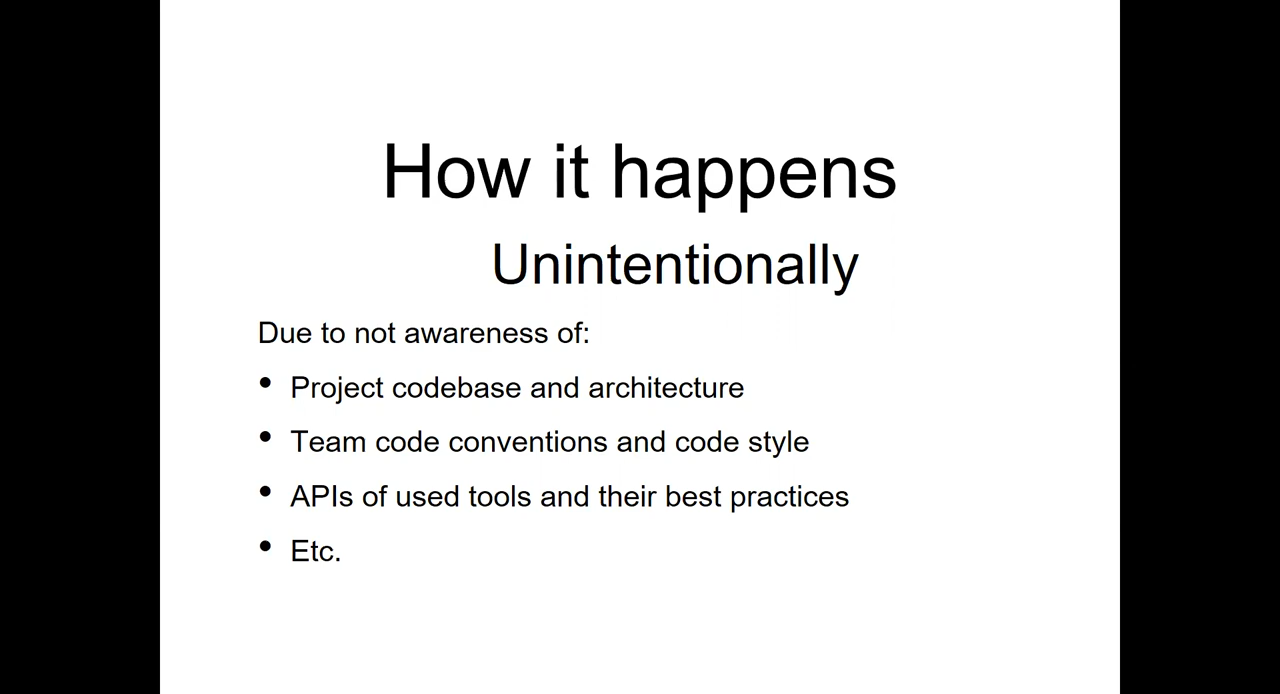 How it happens
Unintentionally
Due to not awareness of:
• Project codebase and architecture
• Team code conventions and code style
• APIs of used tools and their best practices
• Etc.